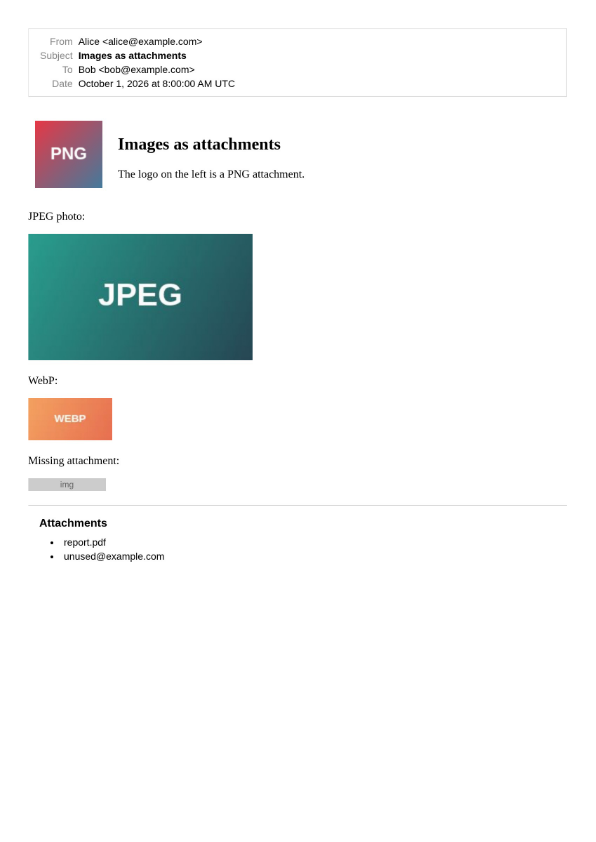 From Alice <alice@example.com>
Subject Images as attachments
To Bob <bob@example.com>
Date October 1, 2026 at 8:00:00 AM UTC
PNG
Images as attachments
The logo on the left is a PNG attachment.
JPEG photo:
JPEG
WebP:
WEBP
Missing attachment:
img
Attachments
• report.pdf
• unused@example.com